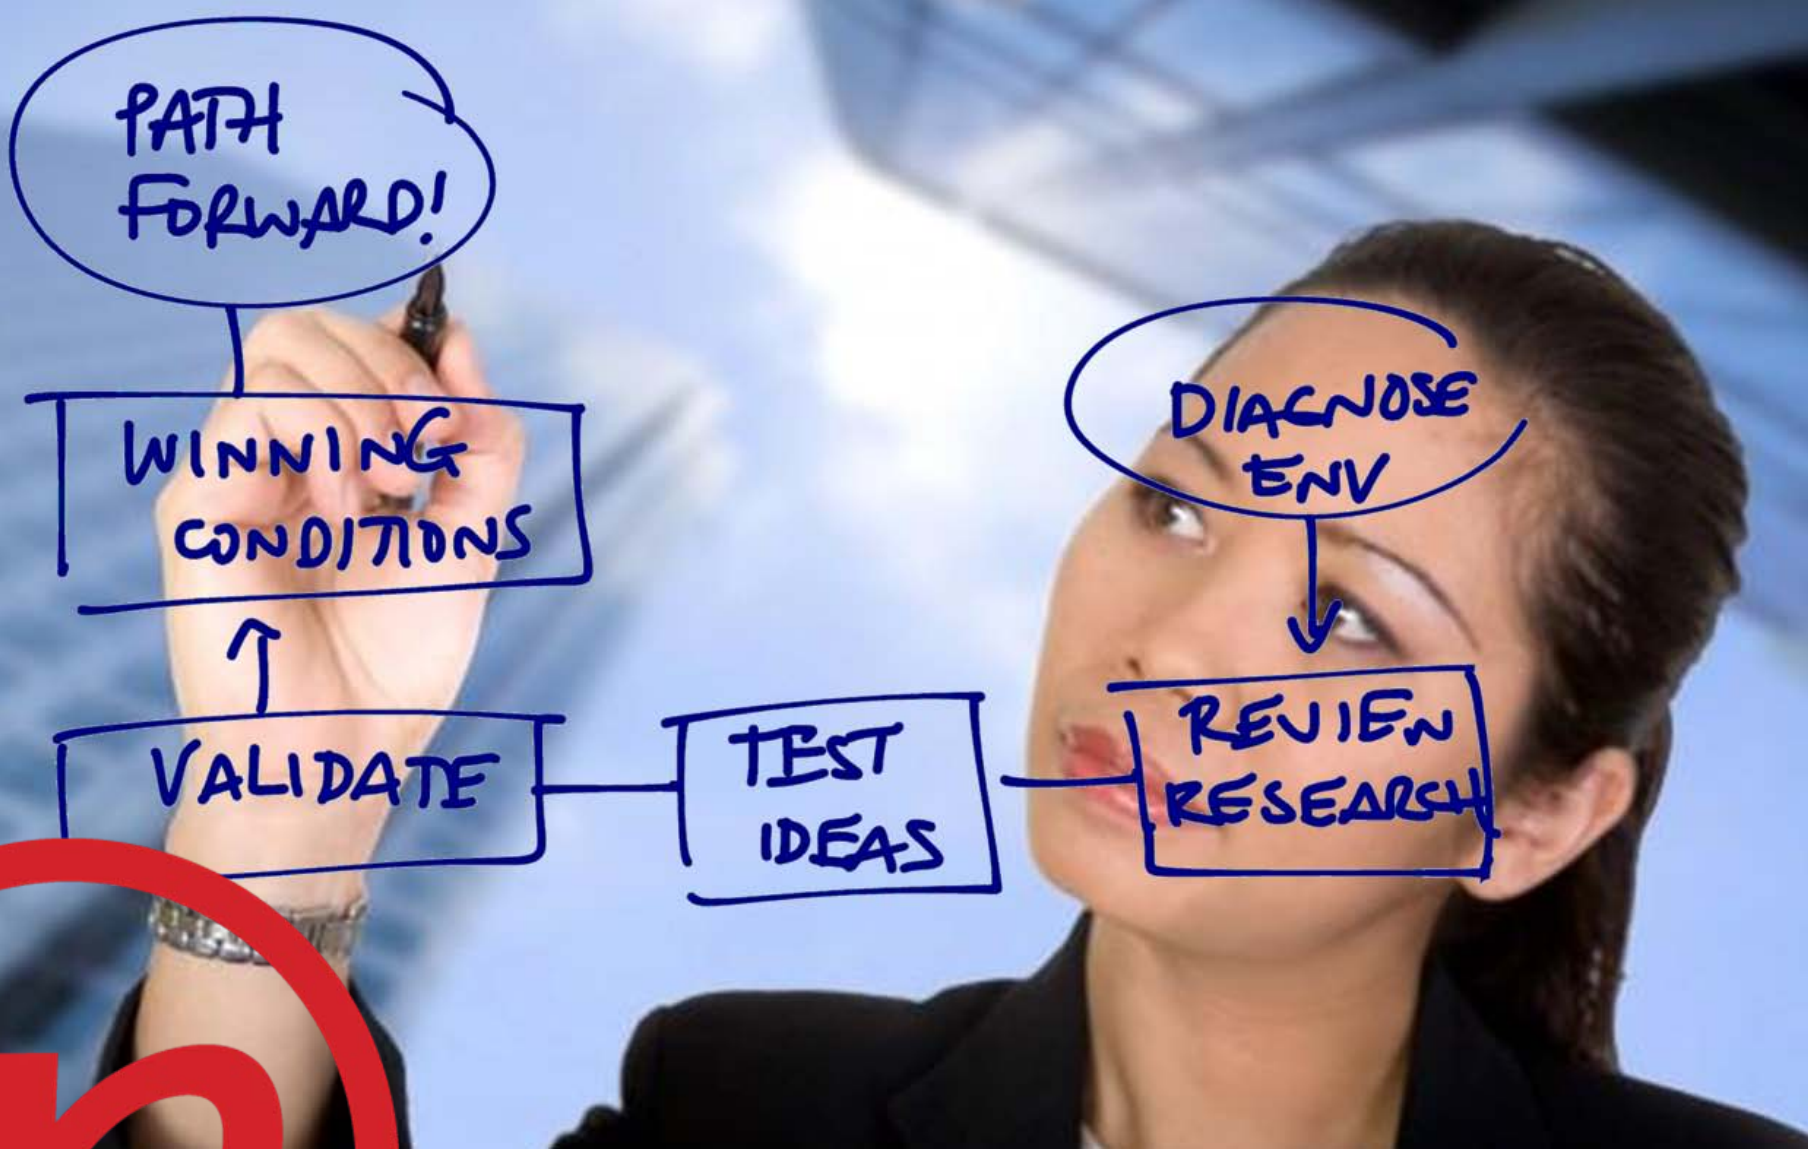 PATH
FORWARD!
WINNING
CONDITIONS
VALIDATE
TEST
IDEAS
DIAGNOSE
ENV
REVIEW
RESEARCH
n